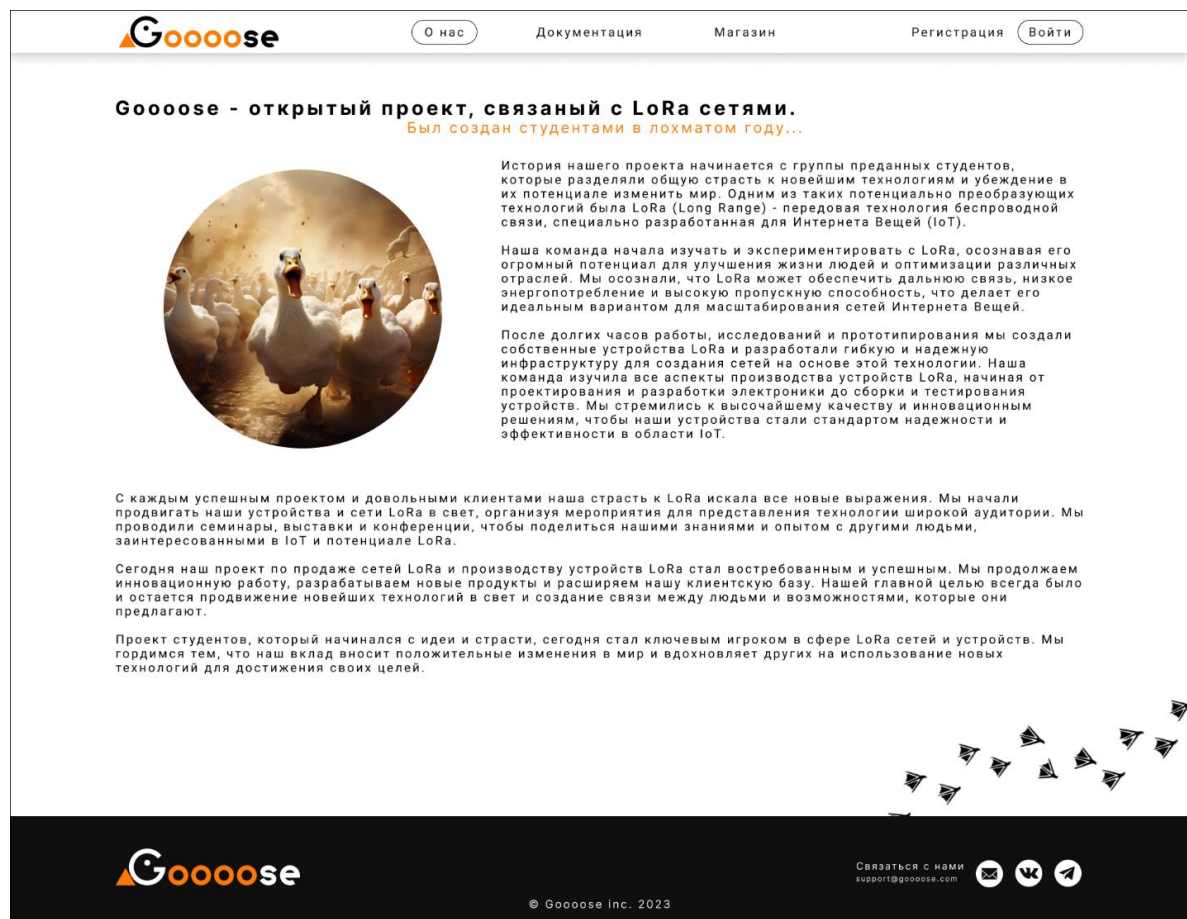 Goooose
О нас
Документация
Магазин
Регистрация
Войти
Goooose - открытый проект, связаный с LoRa сетями.
Был создан студентами в лохматом году...
История нашего проекта начинается с группы преданных студентов,
которые разделяли общую страсть к новейшим технологиям и убеждение в
их потенциале изменить мир. Одним из таких потенциально преобразующих
технологий была LoRa (Long Range) - передовая технология беспроводной
связи, специально разработанная для Интернета Вещей (IoT).
Наша команда начала изучать и экспериментировать с LoRa, осознавая его
огромный потенциал для улучшения жизни людей и оптимизации различных
отраслей. Мы осознали, что LoRa может обеспечить дальнюю связь, низкое
энергопотребление и высокую пропускную способность, что делает его
идеальным вариантом для масштабирования сетей Интернета Вещей.
После долгих часов работы, исследований и прототипирования мы создали
собственные устройства LoRa и разработали гибкую и надежную
инфраструктуру для создания сетей на основе этой технологии. Наша
команда изучила все аспекты производства устройств LoRa, начиная от
проектирования и разработки электроники до сборки и тестирования
устройств. Мы стремились к высочайшему качеству и инновационным
решениям, чтобы наши устройства стали стандартом надежности и
эффективности в области IoT.
С каждым успешным проектом и довольными клиентами наша страсть к LoRa искала все новые выражения. Мы начали
продвигать наши устройства и сети LoRa в свет, организуя мероприятия для представления технологии широкой аудитории. Мы
проводили семинары, выставки и конференции, чтобы поделиться нашими знаниями и опытом с другими людьми,
заинтересованными в IoT и потенциале LoRa.
Сегодня наш проект по продаже сетей LoRa и производству устройств LoRa стал востребованным и успешным. Мы продолжаем
инновационную работу, разрабатываем новые продукты и расширяем нашу клиентскую базу. Нашей главной целью всегда было
и остается продвижение новейших технологий в свет и создание связи между людьми и возможностями, которые они
предлагают.
Проект студентов, который начинался с идеи и страсти, сегодня стал ключевым игроком в сфере LoRa сетей и устройств. Мы
гордимся тем, что наш вклад вносит положительные изменения в мир и вдохновляет других на использование новых
технологий для достижения своих целей.
Goooose
Связаться с нами
support@goooose.com
© Goooose inc. 2023